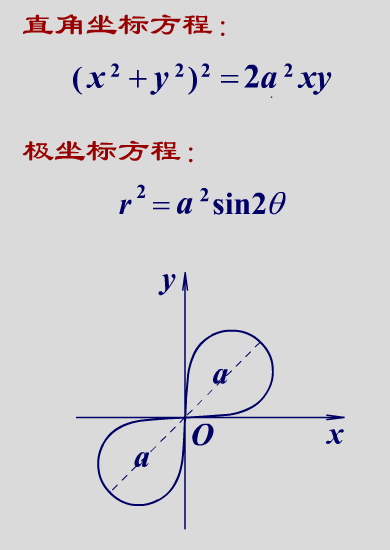 直角坐标方程:
(x²+y²)²=2a²xy
极坐标方程:
r²=a²sin2θ
y
a
O
x
a